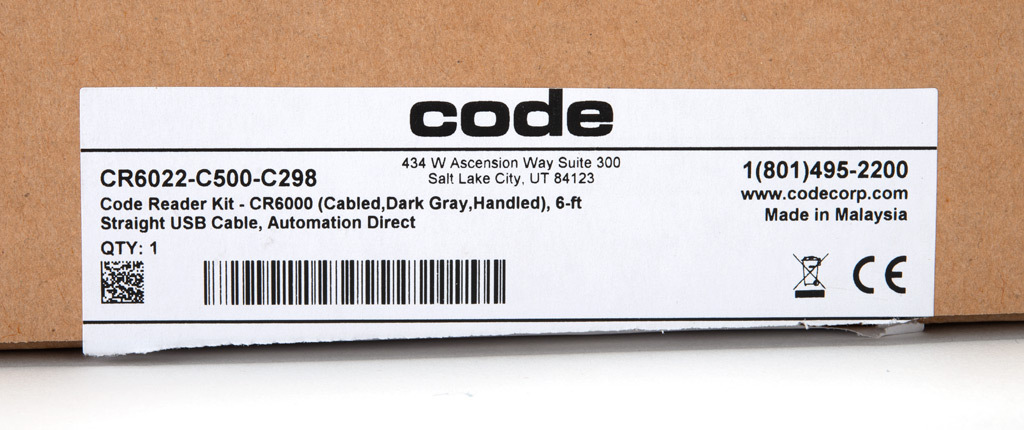 code
434 W Ascension Way Suite 300
Salt Lake City, UT 84123
CR6022-C500-C298
Code Reader Kit - CR6000 (Cabled,Dark Gray,Handled), 6-ft
Straight USB Cable, Automation Direct
QTY: 1
1(801)495-2200
www.codecorp.com
Made in Malaysia
CE